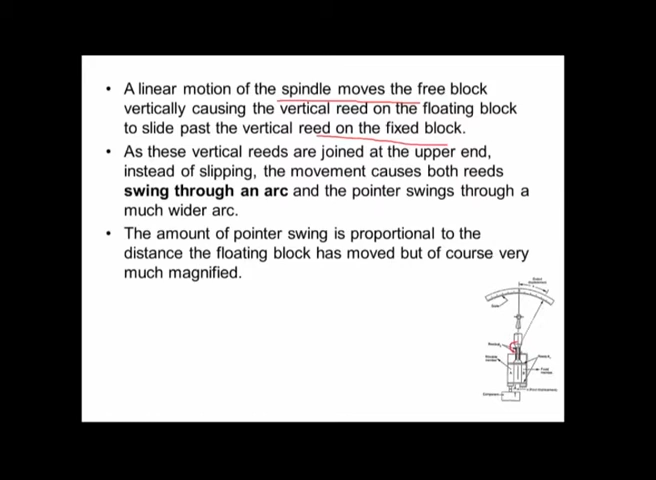 • A linear motion of the spindle moves the free block
vertically causing the vertical reed on the floating block
to slide past the vertical reed on the fixed block.
• As these vertical reeds are joined at the upper end,
instead of slipping, the movement causes both reeds
swing through an arc and the pointer swings through a
much wider arc.
• The amount of pointer swing is proportional to the
distance the floating block has moved but of course very
much magnified.